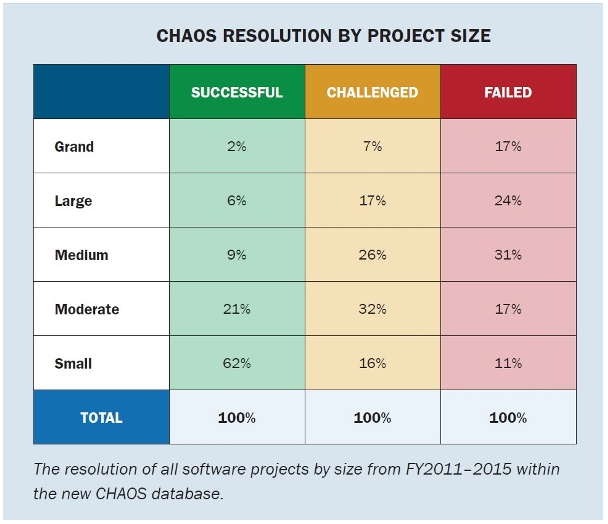 CHAOS RESOLUTION BY PROJECT SIZE
SUCCESSFUL CHALLENGED FAILED
Grand 2% 7% 17%
Large 6% 17% 24%
Medium 9% 26% 31%
Moderate 21% 32% 17%
Small 62% 16% 11%
TOTAL 100% 100% 100%
The resolution of all software projects by size from FY2011–2015 within
the new CHAOS database.